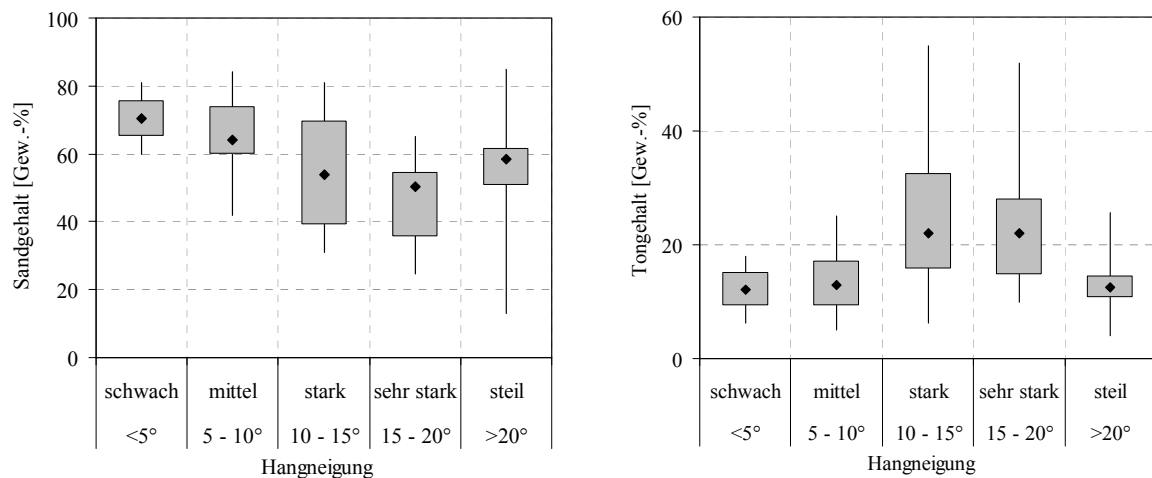 Sandgehalt [Gew.-%]
100
80
60
40
20
0
schwach mittel stark sehr stark steil
<5° 5 - 10° 10 - 15° 15 - 20° >20°
Hangneigung
Tongehalt [Gew.-%]
60
40
20
0
schwach mittel stark sehr stark steil
<5° 5 - 10° 10 - 15° 15 - 20° >20°
Hangneigung